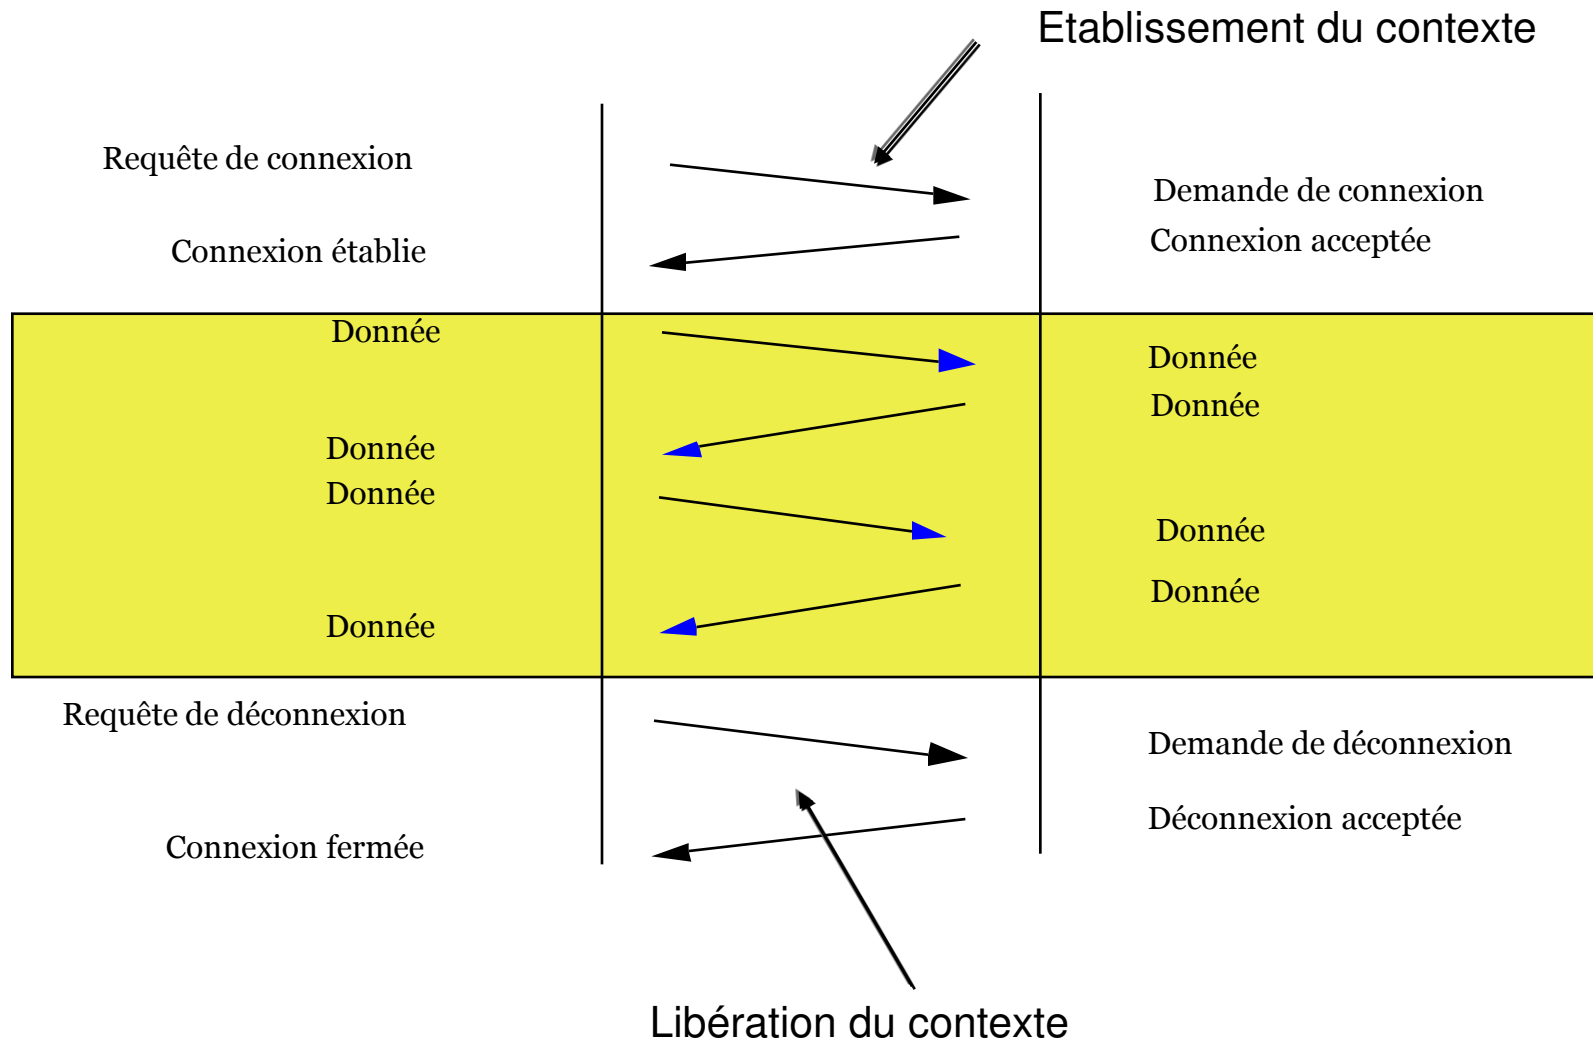 Etablissement du contexte
Requête de connexion
Demande de connexion
Connexion établie
Connexion acceptée
Donnée
Donnée
Donnée
Donnée
Donnée
Donnée
Donnée
Donnée
Requête de déconnexion
Demande de déconnexion
Déconnexion acceptée
Connexion fermée
Libération du contexte